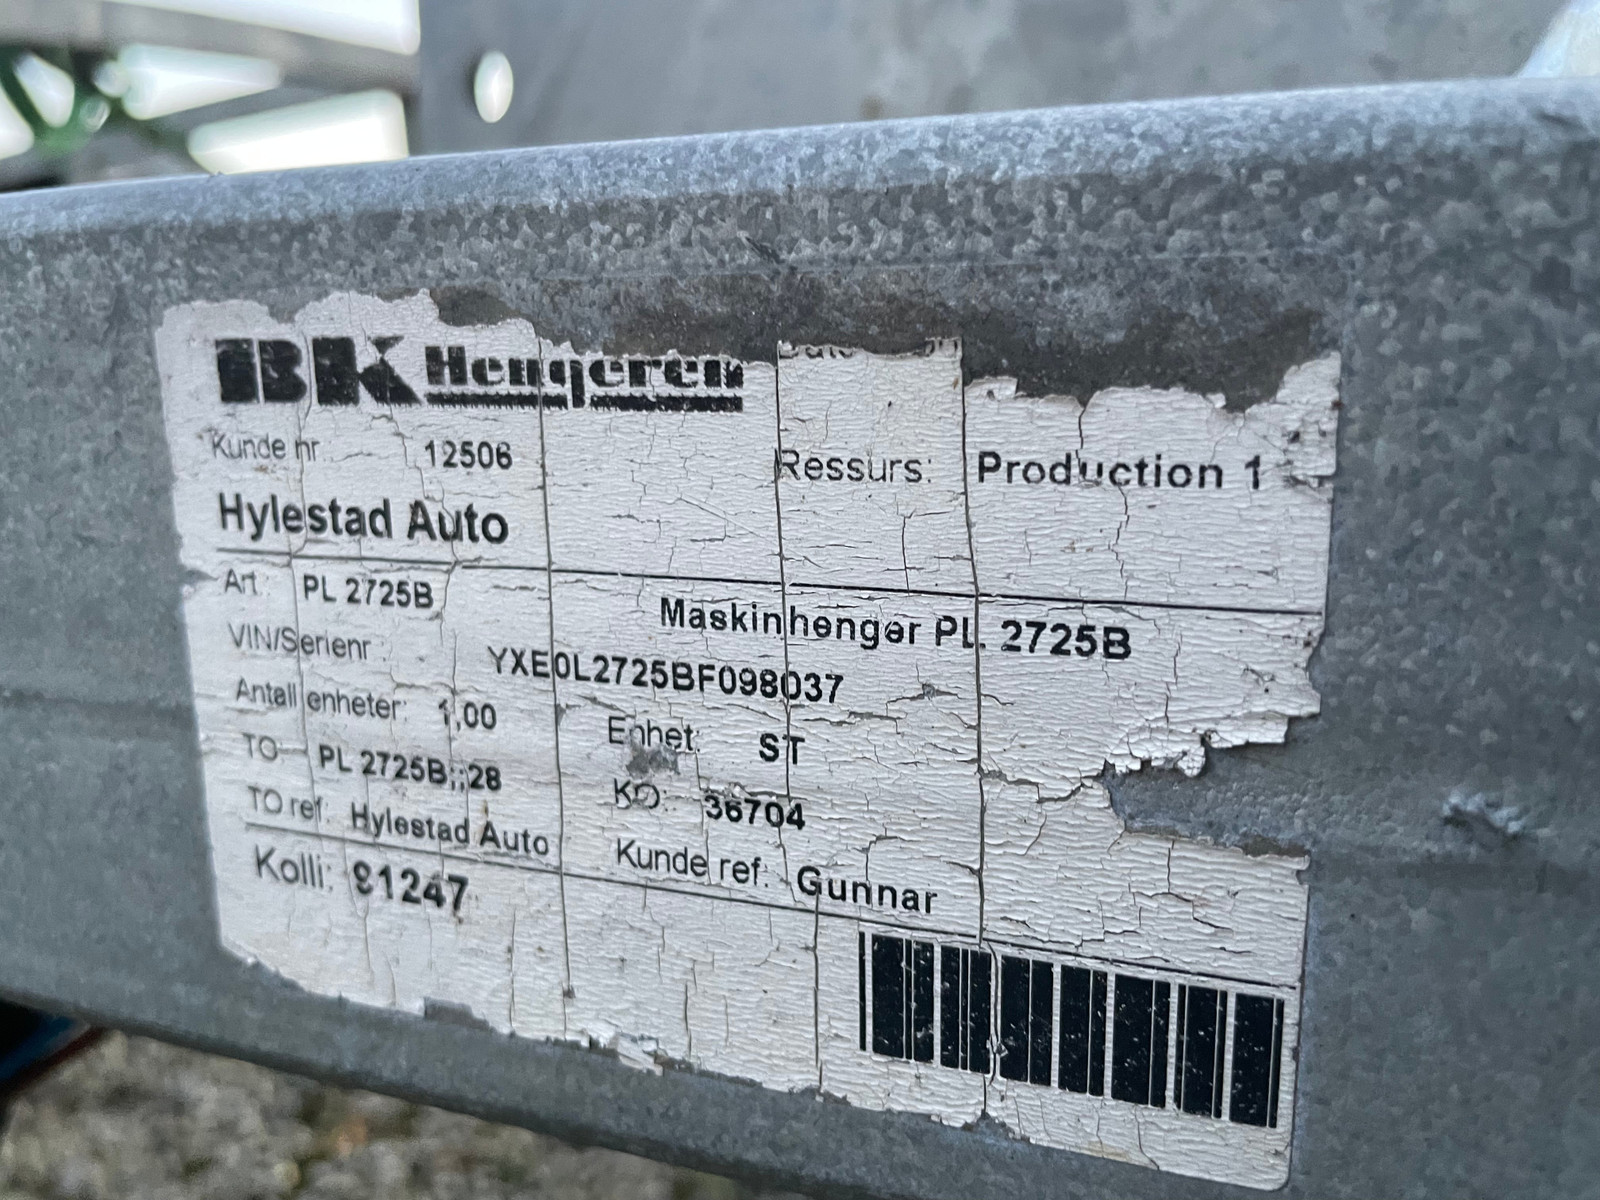 BK Hengeren
Kunde nr 12506
Ressurs: Production 1
Hylestad Auto
Art.: PL 2725B
Maskinhenger PL 2725B
VIN/Serienr: YXE0L2725BF098037
Antall enheter: 1,00
Enhet: ST
TO PL 2725B;;28
KO: 36704
TO ref: Hylestad Auto
Kunde ref: Gunnar
Kolli: 81247